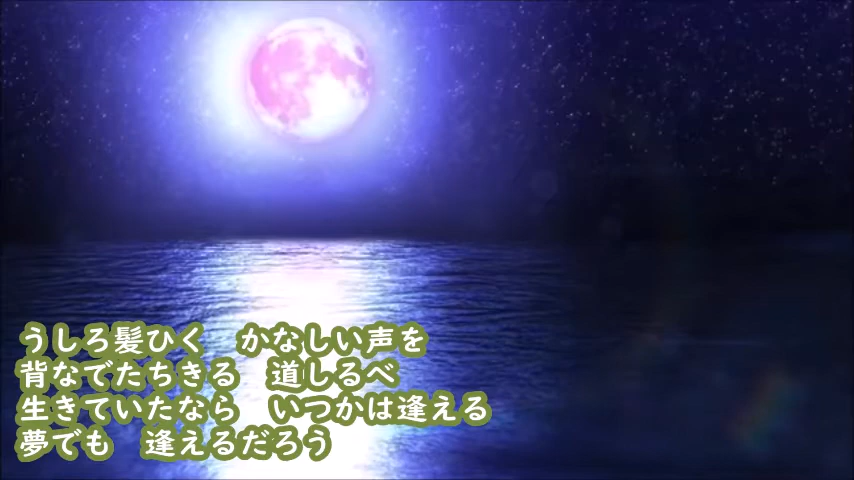 うしろ髪ひく　かなしい声を
背なでたちきる　道しるべ
生きていたなら　いつかは逢える
夢でも　逢えるだろう